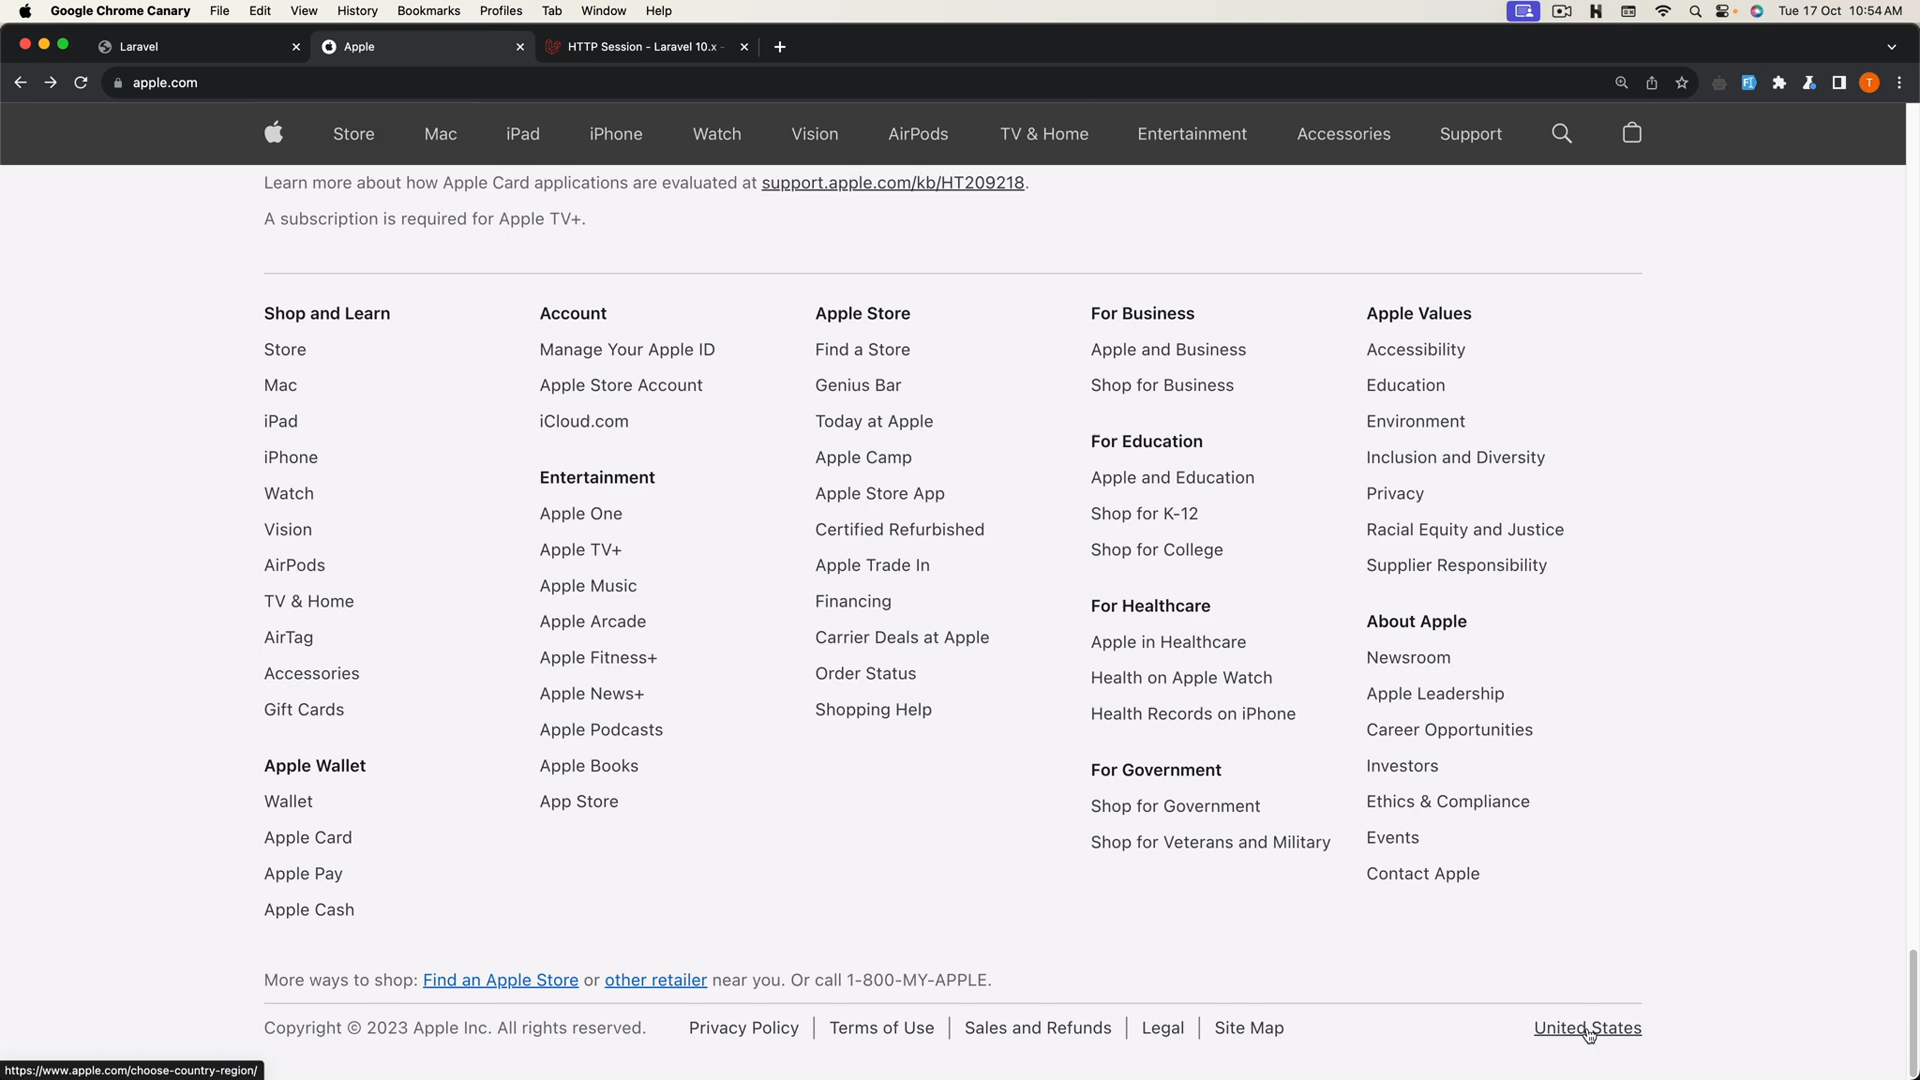 Google Chrome Canary File Edit View History Bookmarks Profiles Tab Window Help Tue 17 Oct 10:54 AM
Laravel Apple HTTP Session - Laravel 10.x -
apple.com T
Store Mac iPad iPhone Watch Vision AirPods TV & Home Entertainment Accessories Support
Learn more about how Apple Card applications are evaluated at support.apple.com/kb/HT209218.
A subscription is required for Apple TV+.
Shop and Learn
Store
Mac
iPad
iPhone
Watch
Vision
AirPods
TV & Home
AirTag
Accessories
Gift Cards
Apple Wallet
Wallet
Apple Card
Apple Pay
Apple Cash
Account
Manage Your Apple ID
Apple Store Account
iCloud.com
Entertainment
Apple One
Apple TV+
Apple Music
Apple Arcade
Apple Fitness+
Apple News+
Apple Podcasts
Apple Books
App Store
Apple Store
Find a Store
Genius Bar
Today at Apple
Apple Camp
Apple Store App
Certified Refurbished
Apple Trade In
Financing
Carrier Deals at Apple
Order Status
Shopping Help
For Business
Apple and Business
Shop for Business
For Education
Apple and Education
Shop for K-12
Shop for College
For Healthcare
Apple in Healthcare
Health on Apple Watch
Health Records on iPhone
For Government
Shop for Government
Shop for Veterans and Military
Apple Values
Accessibility
Education
Environment
Inclusion and Diversity
Privacy
Racial Equity and Justice
Supplier Responsibility
About Apple
Newsroom
Apple Leadership
Career Opportunities
Investors
Ethics & Compliance
Events
Contact Apple
More ways to shop: Find an Apple Store or other retailer near you. Or call 1-800-MY-APPLE.
Copyright © 2023 Apple Inc. All rights reserved. Privacy Policy Terms of Use Sales and Refunds Legal Site Map United States
https://www.apple.com/choose-country-region/